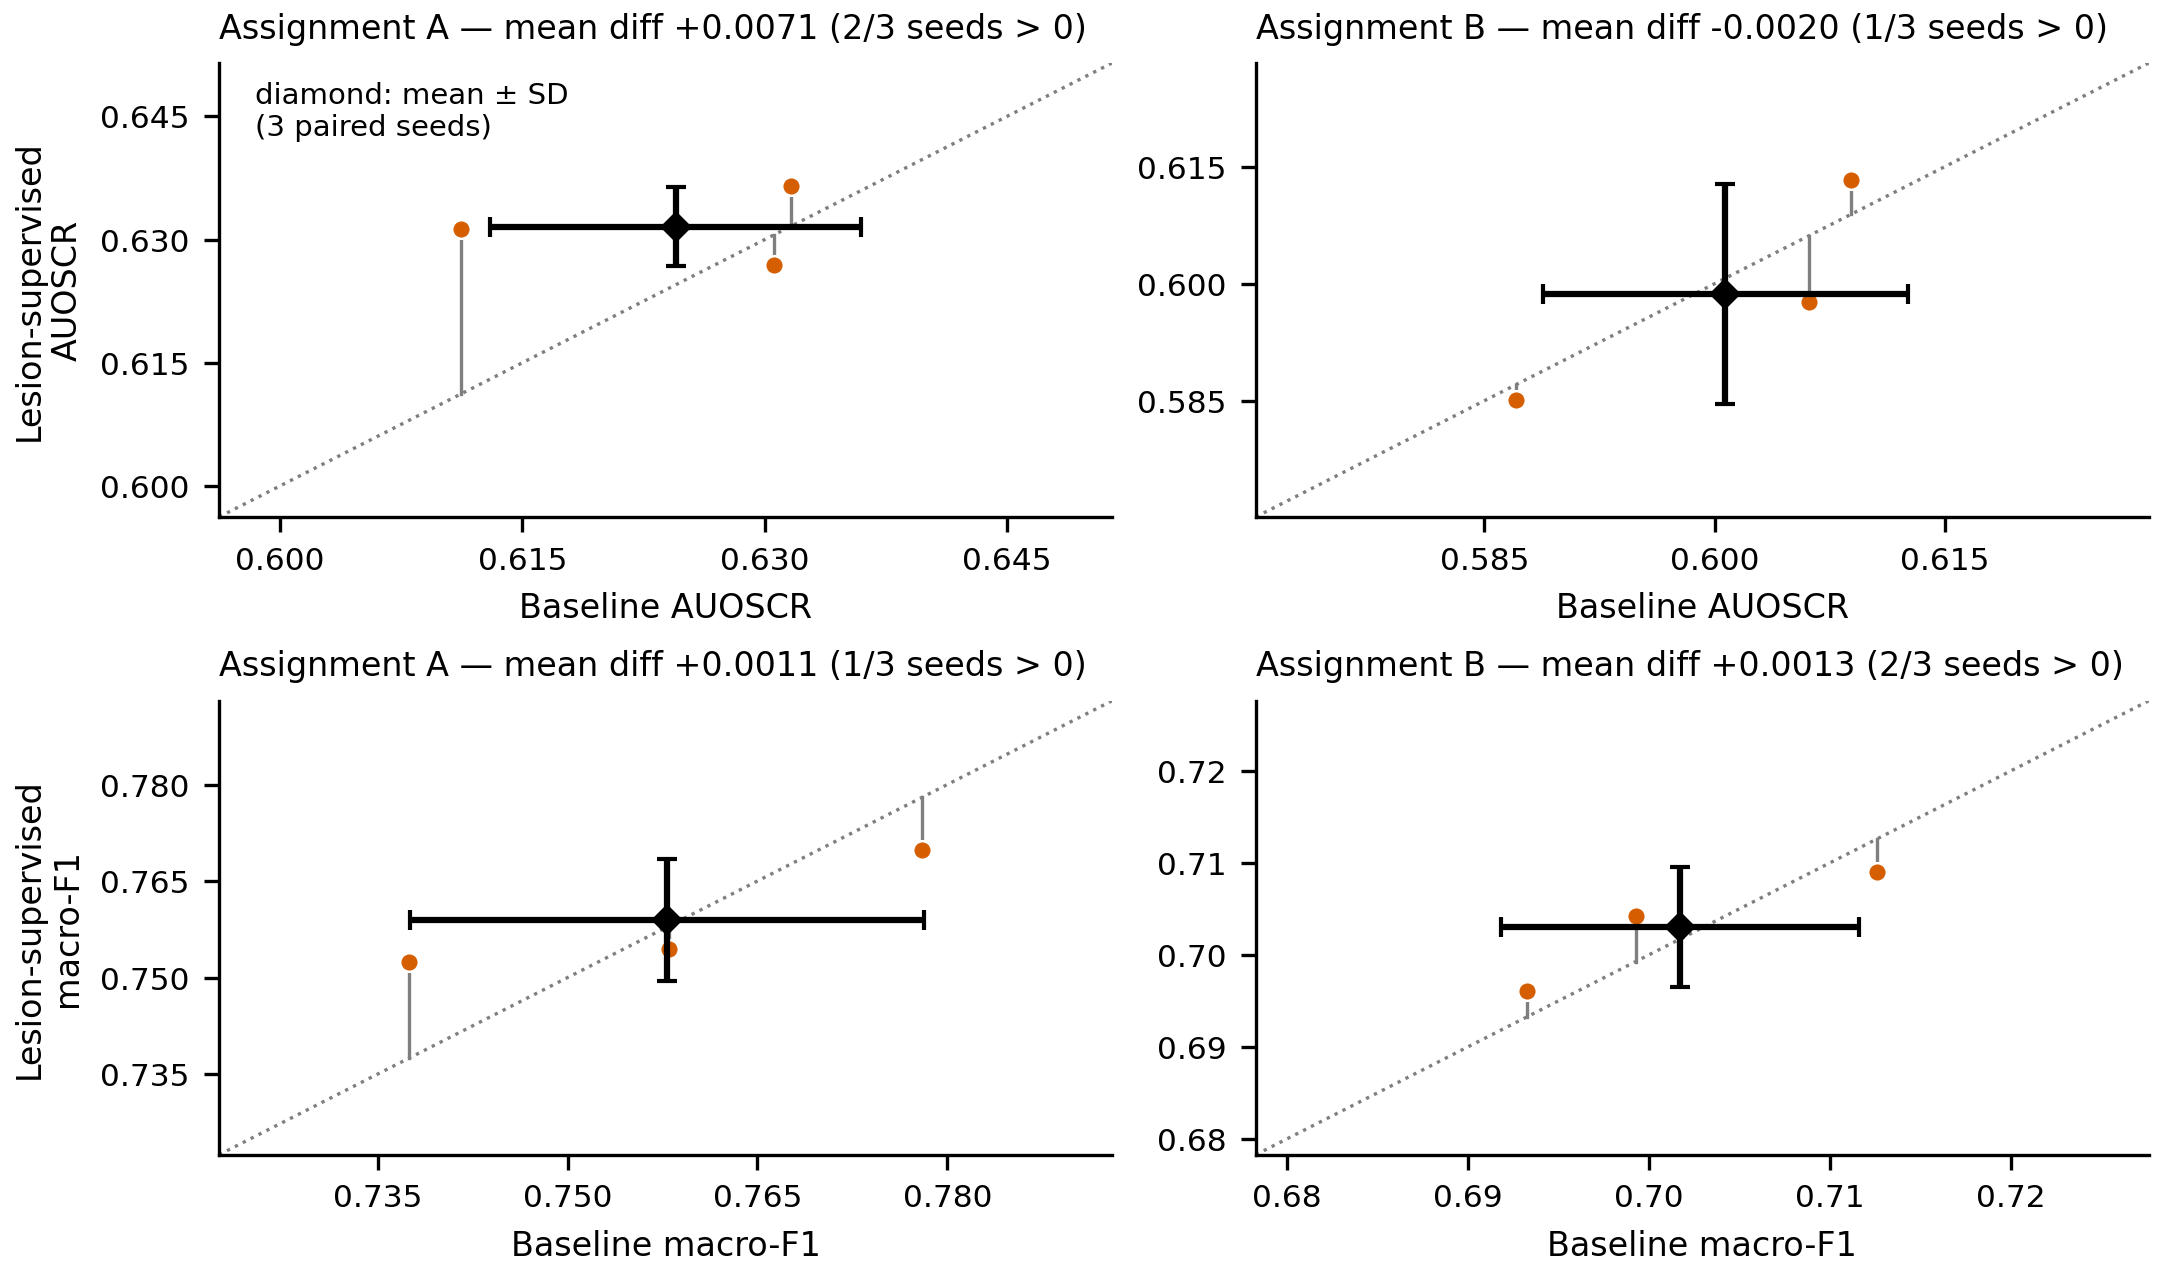 Assignment A — mean diff +0.0071 (2/3 seeds > 0)
diamond: mean ± SD
(3 paired seeds)
Lesion-supervised
AUOSCR
0.645
0.630
0.615
0.600
0.600
0.615
0.630
0.645
Baseline AUOSCR
Assignment B — mean diff -0.0020 (1/3 seeds > 0)
0.615
0.600
0.585
0.585
0.600
0.615
Baseline AUOSCR
Assignment A — mean diff +0.0011 (1/3 seeds > 0)
Lesion-supervised
macro-F1
0.780
0.765
0.750
0.735
0.735
0.750
0.765
0.780
Baseline macro-F1
Assignment B — mean diff +0.0013 (2/3 seeds > 0)
0.72
0.71
0.70
0.69
0.68
0.68
0.69
0.70
0.71
0.72
Baseline macro-F1